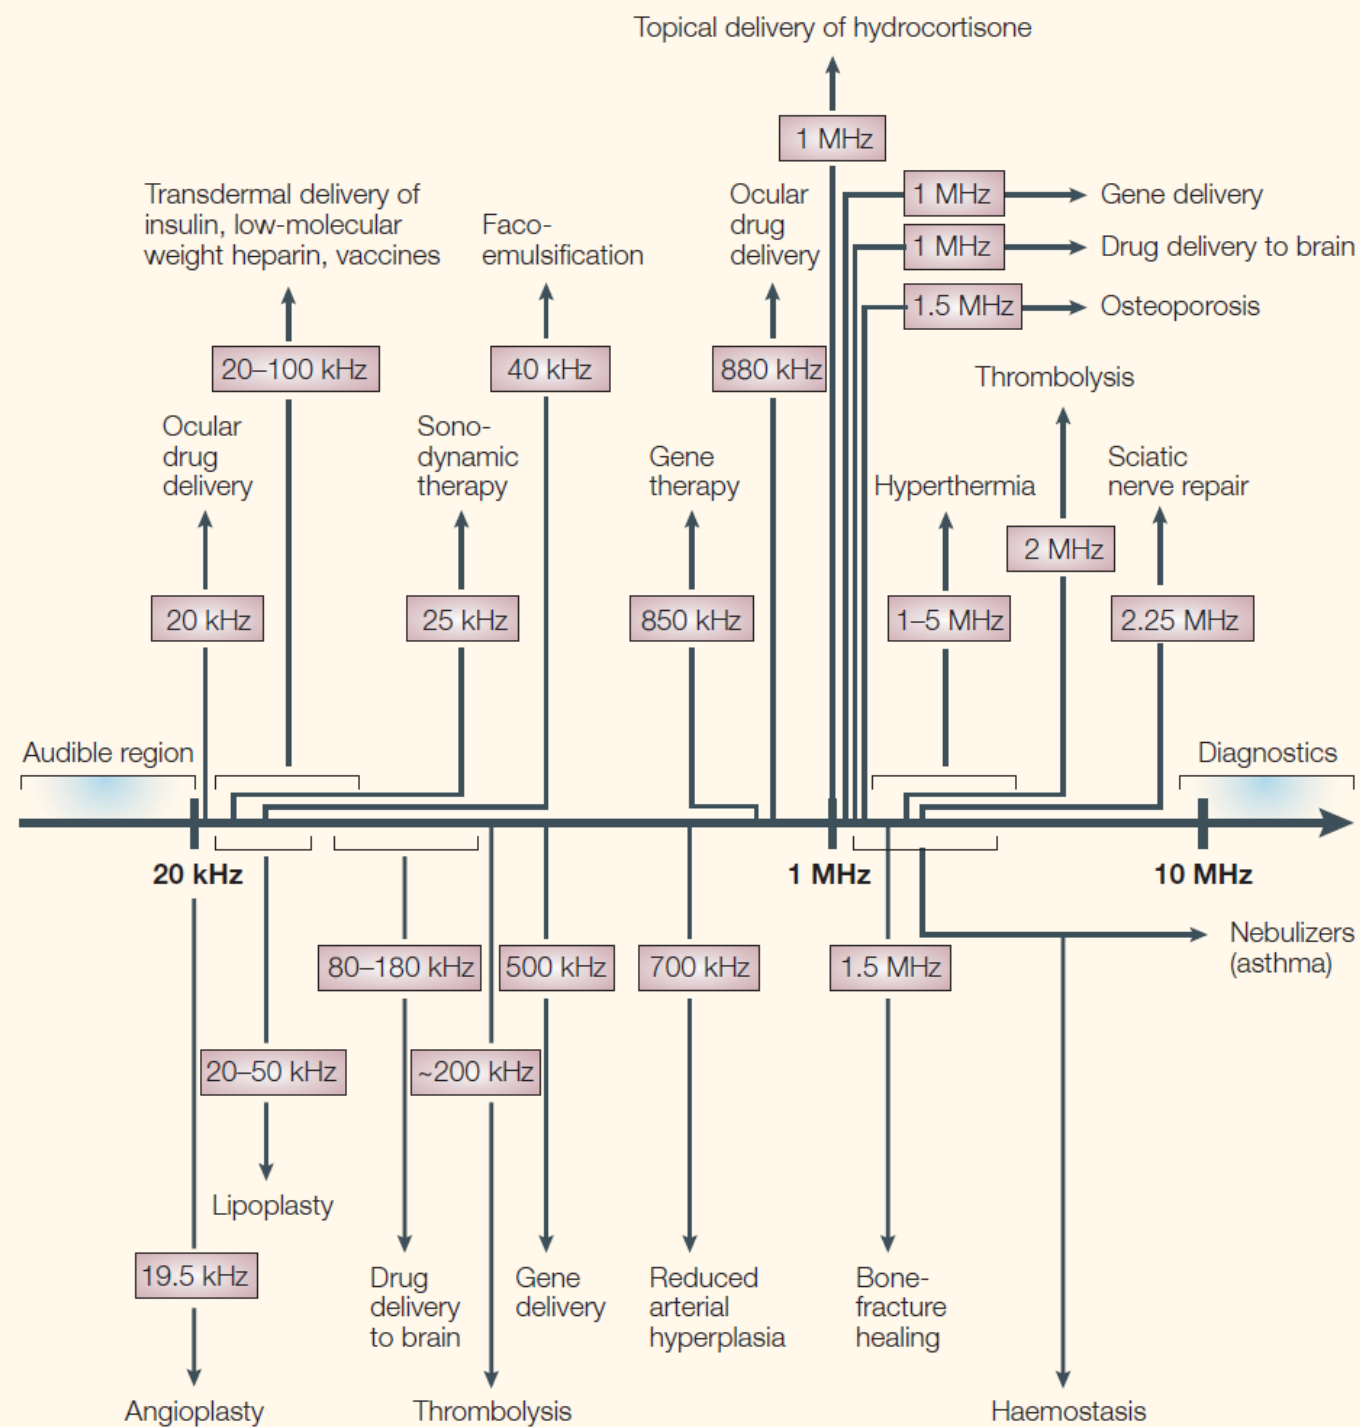 Topical delivery of hydrocortisone
1 MHz
Transdermal delivery of
insulin, low-molecular
weight heparin, vaccines
Faco-
emulsification
Ocular
drug
delivery
1 MHz
Gene delivery
1 MHz
Drug delivery to brain
1.5 MHz
Osteoporosis
20–100 kHz
40 kHz
880 kHz
Thrombolysis
Ocular
drug
delivery
Sono-
dynamic
therapy
Gene
therapy
Hyperthermia
Sciatic
nerve repair
2 MHz
20 kHz
25 kHz
850 kHz
1–5 MHz
2.25 MHz
Audible region
Diagnostics
20 kHz
1 MHz
10 MHz
Nebulizers
(asthma)
80–180 kHz
500 kHz
700 kHz
1.5 MHz
20–50 kHz
~200 kHz
Lipoplasty
19.5 kHz
Drug
delivery
to brain
Gene
delivery
Reduced
arterial
hyperplasia
Bone-
fracture
healing
Angioplasty
Thrombolysis
Haemostasis